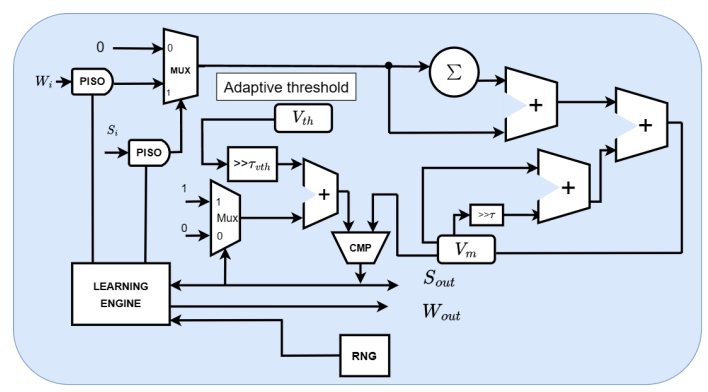 0
0
MUX
1
W_i
PISO
S_i
PISO
Adaptive threshold
V_th
>>τ_vth
+
1
1
Mux
0
0
CMP
Σ
+
+
+
>>τ
V_m
LEARNING
ENGINE
S_out
W_out
RNG